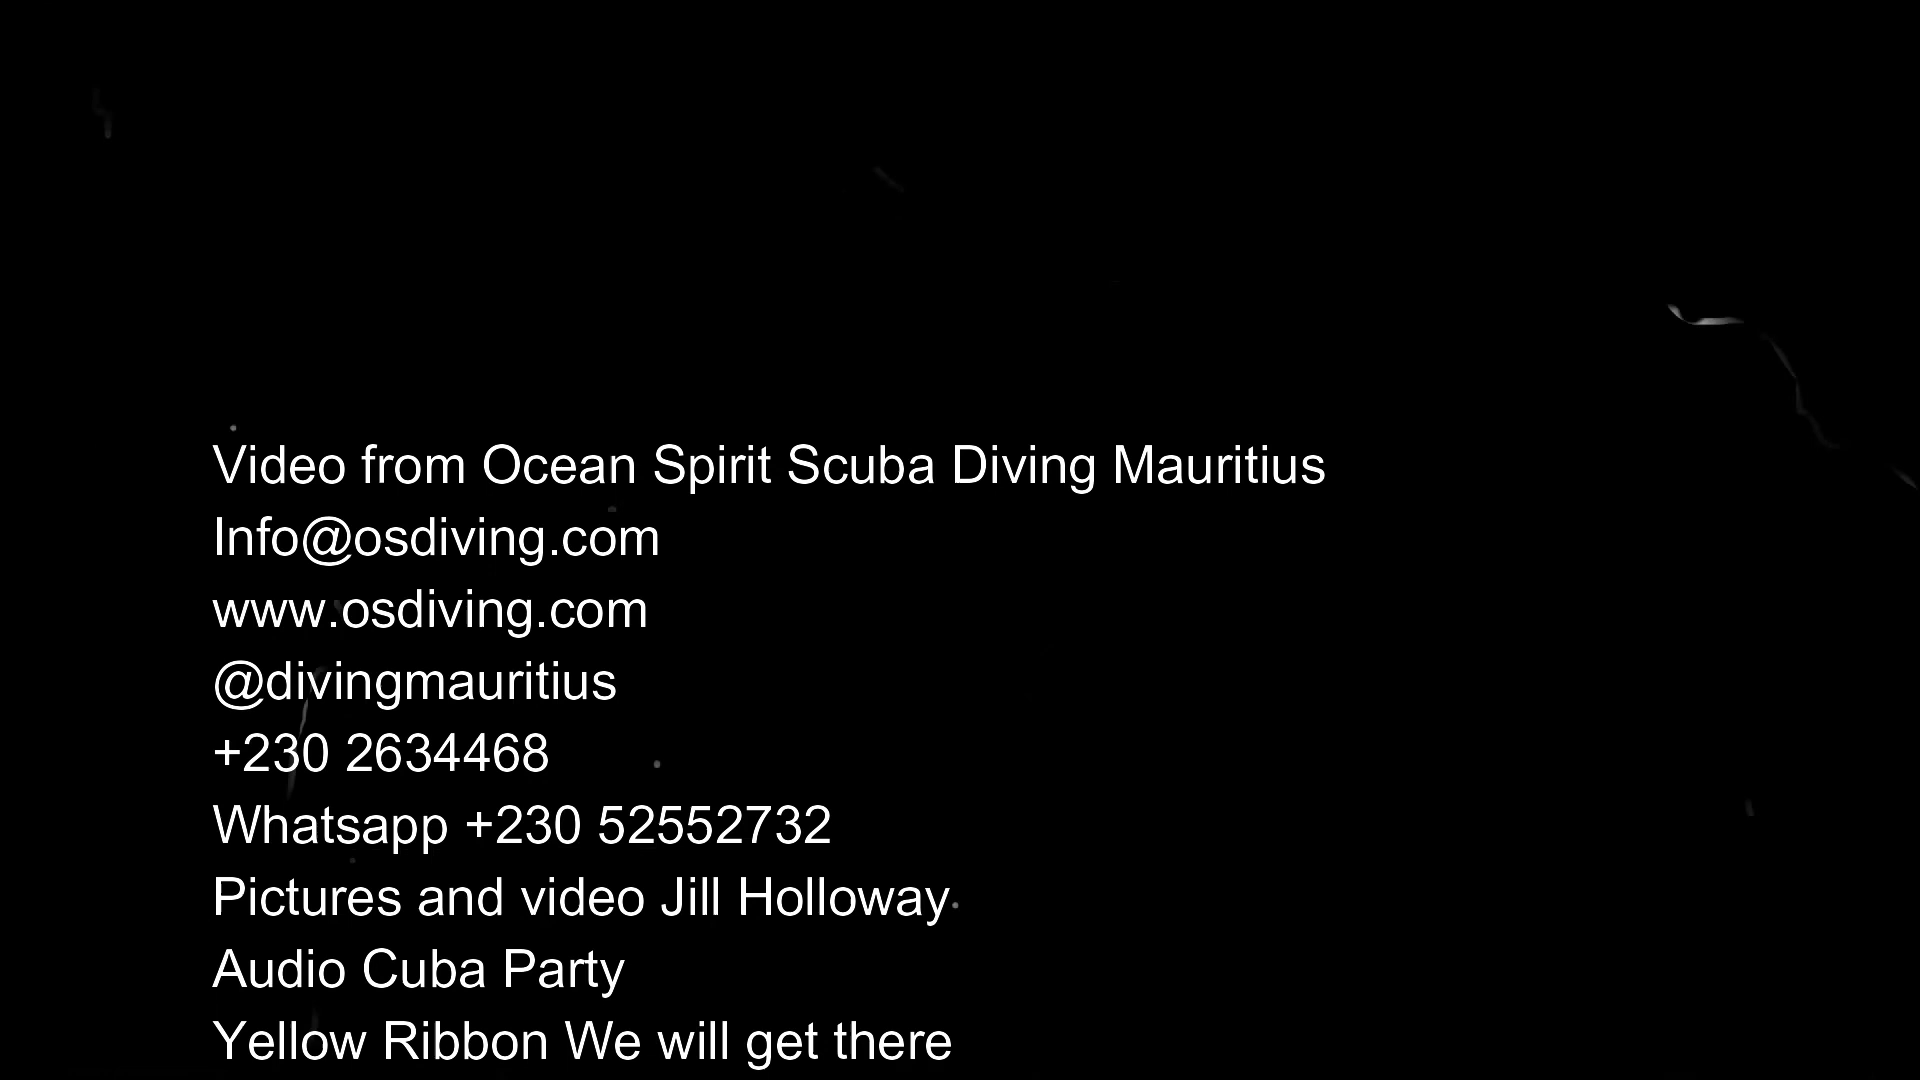 Video from Ocean Spirit Scuba Diving Mauritius
Info@osdiving.com
www.osdiving.com
@divingmauritius
+230 2634468
Whatsapp +230 52552732
Pictures and video Jill Holloway
Audio Cuba Party
Yellow Ribbon We will get there